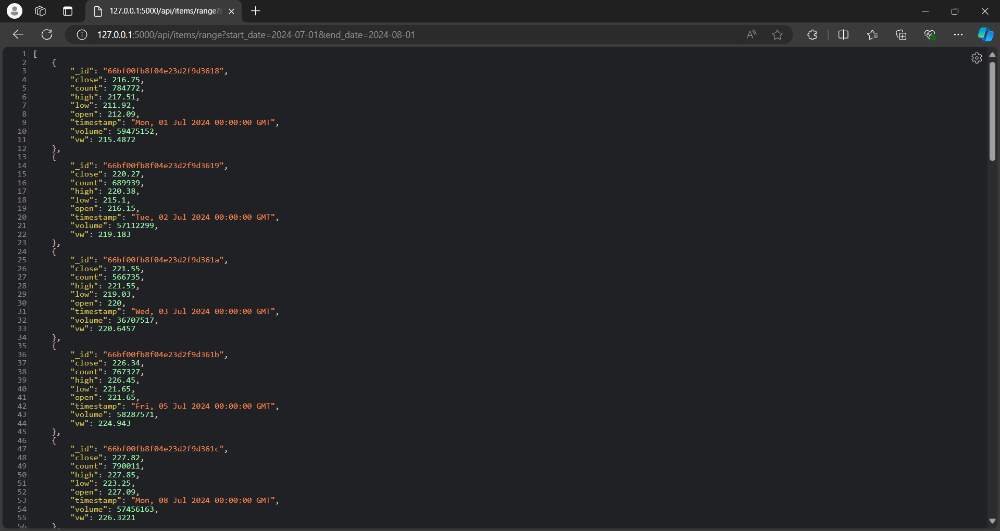 127.0.0.1:5000/api/items/range?s
127.0.0.1:5000/api/items/range?start_date=2024-07-01&end_date=2024-08-01
1 [
2 {
3 "_id": "66bf00fb8f04e23d2f9d3618",
4 "close": 216.75,
5 "count": 784772,
6 "high": 217.51,
7 "low": 211.92,
8 "open": 212.09,
9 "timestamp": "Mon, 01 Jul 2024 00:00:00 GMT",
10 "volume": 59475152,
11 "vw": 215.4872
12 },
13 {
14 "_id": "66bf00fb8f04e23d2f9d3619",
15 "close": 220.27,
16 "count": 689939,
17 "high": 220.38,
18 "low": 215.1,
19 "open": 216.15,
20 "timestamp": "Tue, 02 Jul 2024 00:00:00 GMT",
21 "volume": 57112299,
22 "vw": 219.183
23 },
24 {
25 "_id": "66bf00fb8f04e23d2f9d361a",
26 "close": 221.55,
27 "count": 566735,
28 "high": 221.55,
29 "low": 219.03,
30 "open": 220,
31 "timestamp": "Wed, 03 Jul 2024 00:00:00 GMT",
32 "volume": 36707517,
33 "vw": 220.6457
34 },
35 {
36 "_id": "66bf00fb8f04e23d2f9d361b",
37 "close": 226.34,
38 "count": 767327,
39 "high": 226.45,
40 "low": 221.65,
41 "open": 221.65,
42 "timestamp": "Fri, 05 Jul 2024 00:00:00 GMT",
43 "volume": 58287571,
44 "vw": 224.943
45 },
46 {
47 "_id": "66bf00fb8f04e23d2f9d361c",
48 "close": 227.82,
49 "count": 790011,
50 "high": 227.85,
51 "low": 223.25,
52 "open": 227.09,
53 "timestamp": "Mon, 08 Jul 2024 00:00:00 GMT",
54 "volume": 57456163,
55 "vw": 226.3221
56 },